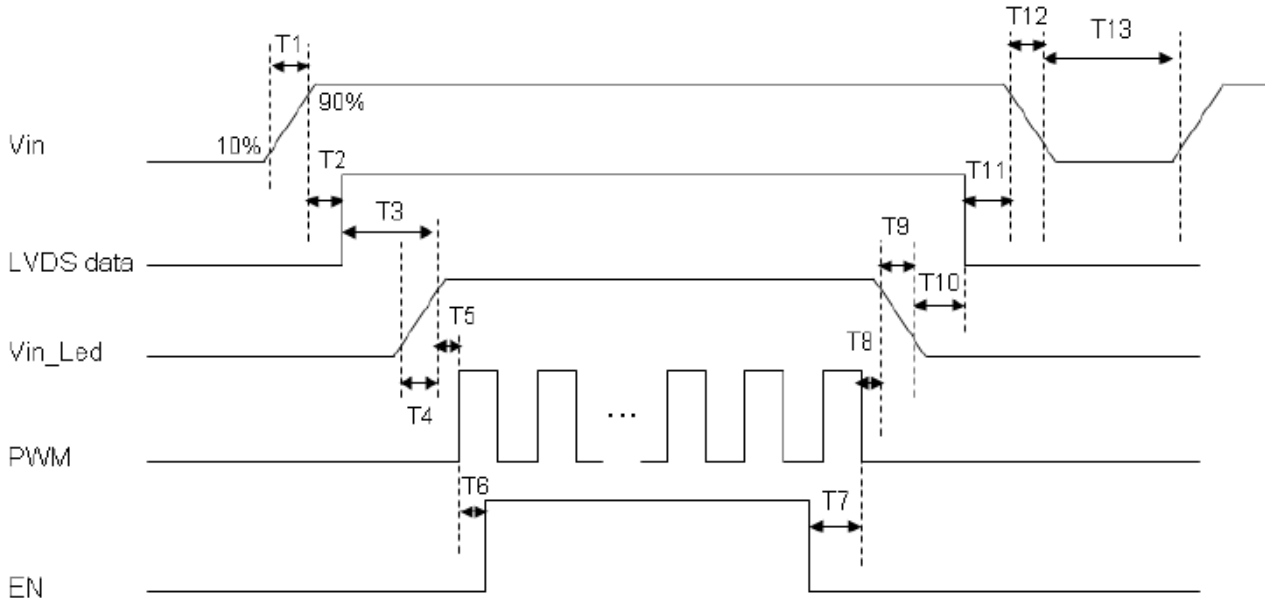 T1
T12
T13
90%
10%
Vin
T2
T11
T3
T9
LVDS data
T10
T5
T8
Vin_Led
T4
...
PWM
T6
T7
EN